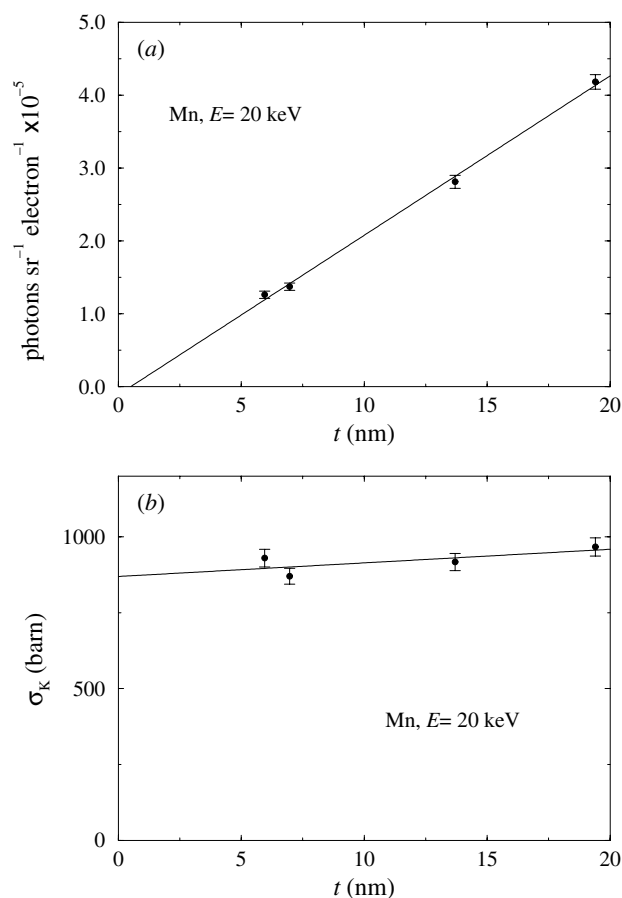 5.0
(a)
4.0
Mn, E= 20 keV
3.0
2.0
1.0
0.0
photons sr⁻¹ electron⁻¹ x10⁻⁵
0 5 10 15 20
t (nm)
(b)
1000
500
Mn, E= 20 keV
0
σ_K (barn)
0 5 10 15 20
t (nm)